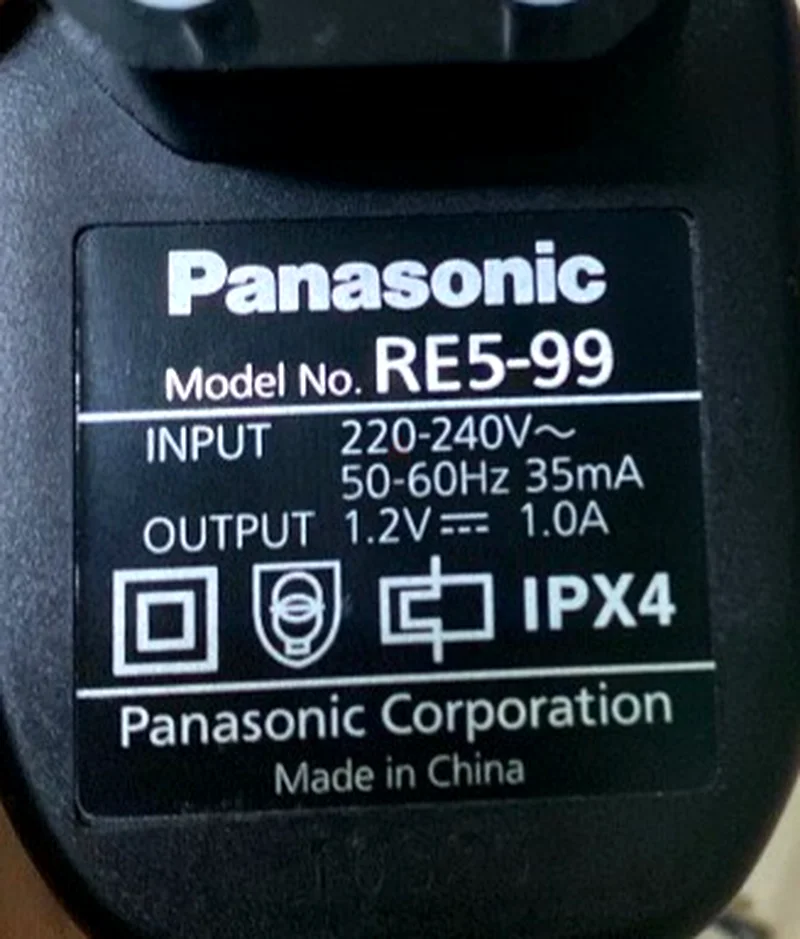 Panasonic
Model No. RE5-99
INPUT 220-240V～
50-60Hz 35mA
OUTPUT 1.2V⎓ 1.0A
IPX4
Panasonic Corporation
Made in China